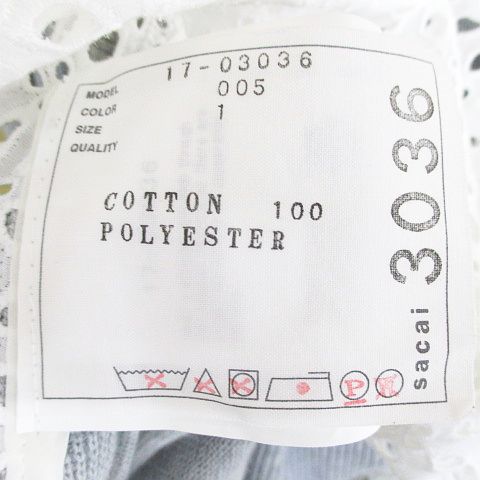 MODEL 17-03036
COLOR 005
SIZE 1
QUALITY
COTTON 100
POLYESTER
P
sacai 3036